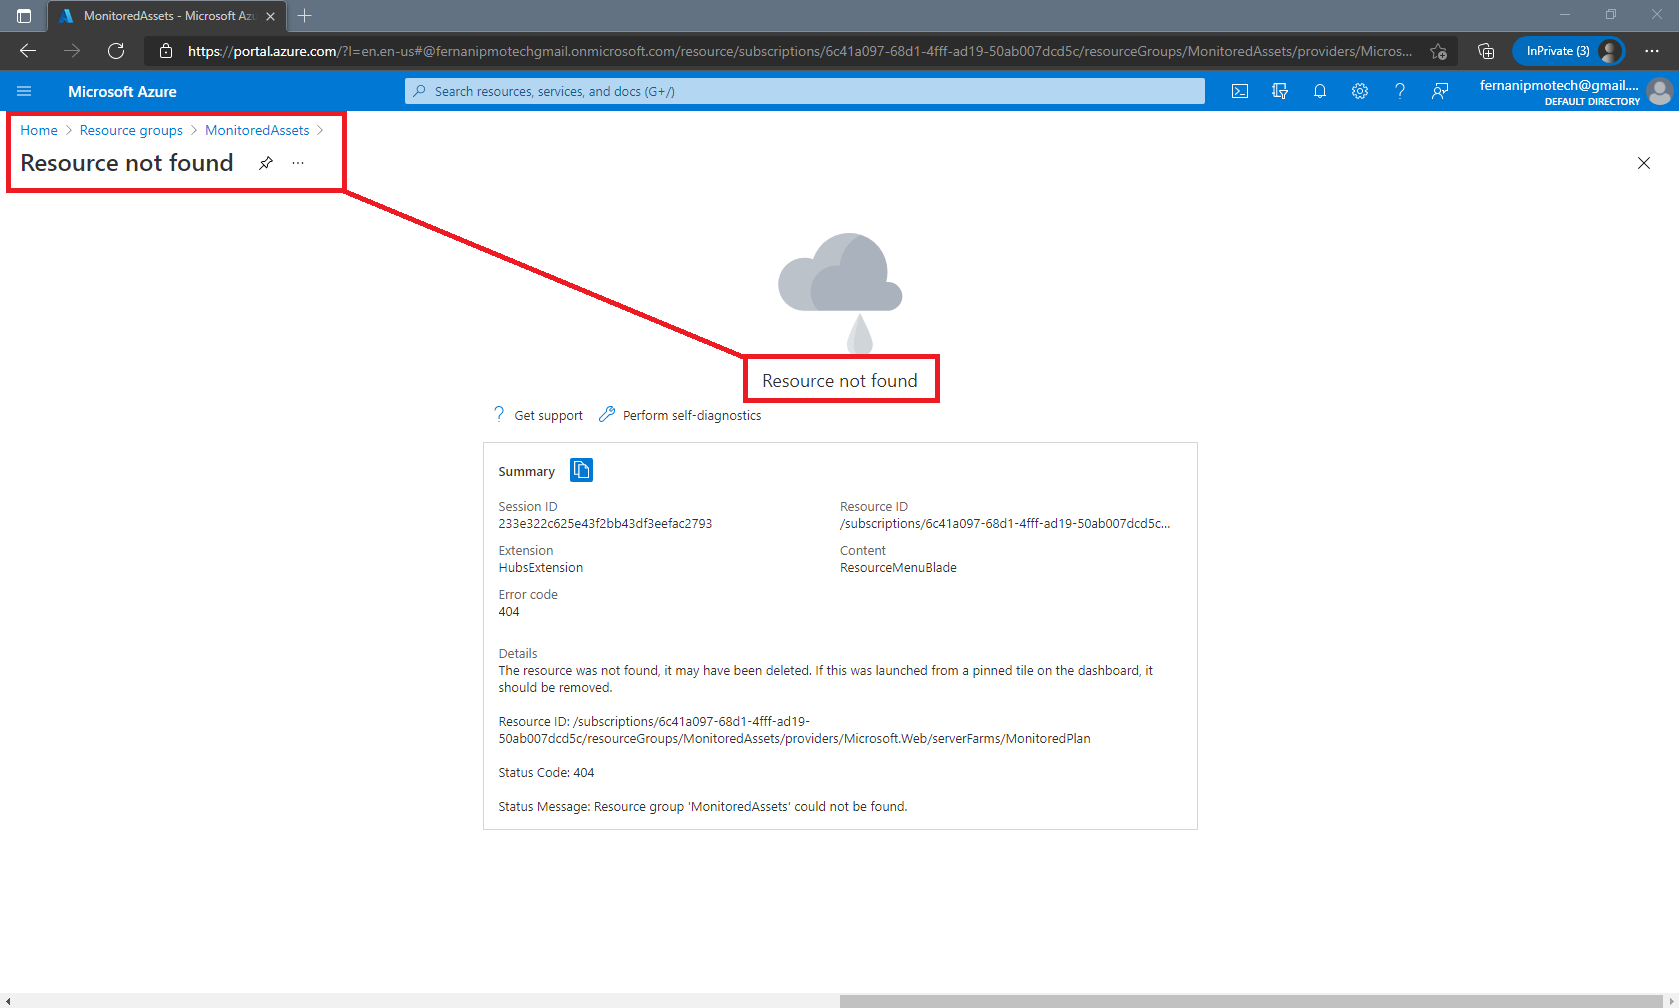 MonitoredAssets - Microsoft Azu
https://portal.azure.com/?l=en.en-us#@fernanipmotechgmail.onmicrosoft.com/resource/subscriptions/6c41a097-68d1-4fff-ad19-50ab007dcd5c/resourceGroups/MonitoredAssets/providers/Micros...
InPrivate (3)
Microsoft Azure
Search resources, services, and docs (G+/)
fernanipmotech@gmail....
DEFAULT DIRECTORY
Home > Resource groups > MonitoredAssets >
Resource not found
Resource not found
Get support
Perform self-diagnostics
Summary
Session ID
233e322c625e43f2bb43df3eefac2793
Resource ID
/subscriptions/6c41a097-68d1-4fff-ad19-50ab007dcd5c...
Extension
HubsExtension
Content
ResourceMenuBlade
Error code
404
Details
The resource was not found, it may have been deleted. If this was launched from a pinned tile on the dashboard, it
should be removed.
Resource ID: /subscriptions/6c41a097-68d1-4fff-ad19-
50ab007dcd5c/resourceGroups/MonitoredAssets/providers/Microsoft.Web/serverFarms/MonitoredPlan
Status Code: 404
Status Message: Resource group 'MonitoredAssets' could not be found.